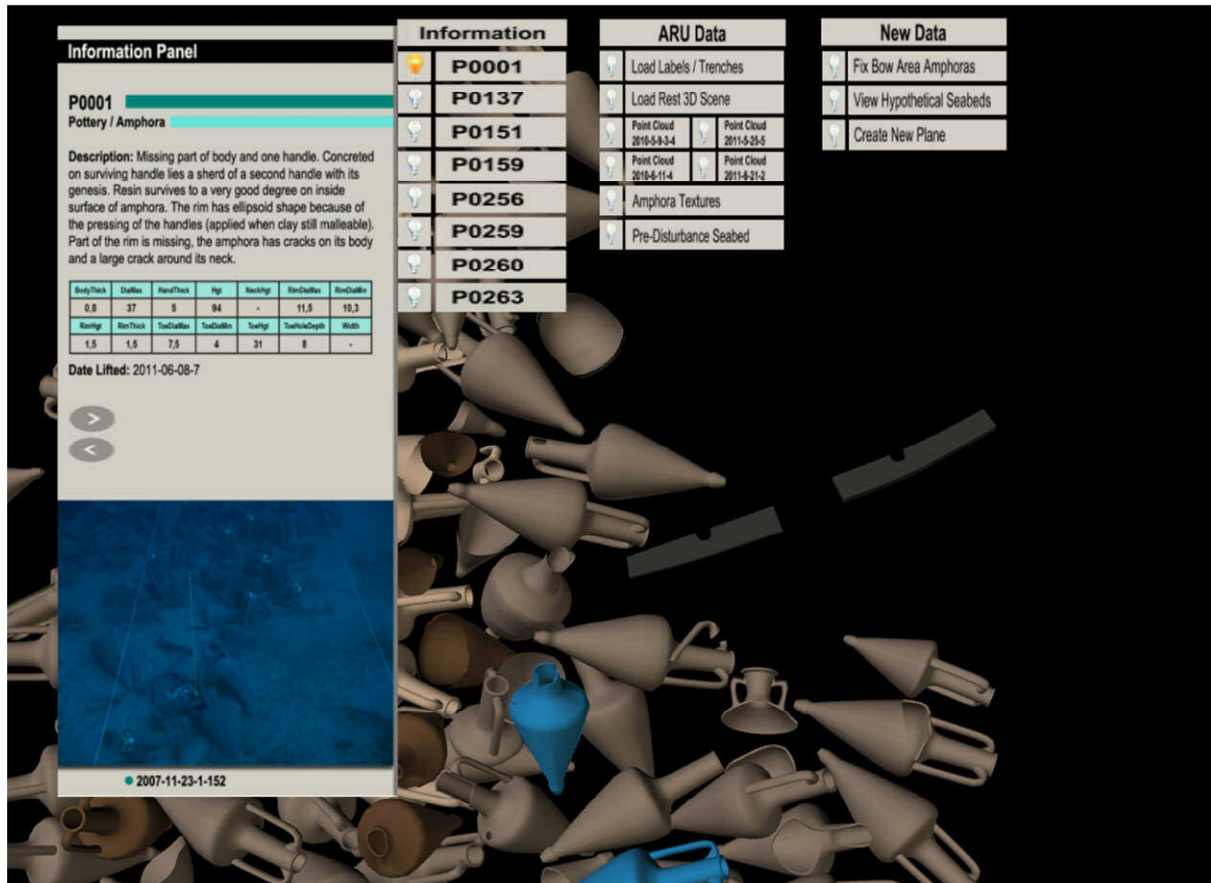 Information Panel
P0001
Pottery / Amphora
Description: Missing part of body and one handle. Concreted
on surviving handle lies a sherd of a second handle with its
genesis. Resin survives to a very good degree on inside
surface of amphora. The rim has ellipsoid shape because of
the pressing of the handles (applied when clay still malleable).
Part of the rim is missing, the amphora has cracks on its body
and a large crack around its neck.
BodyThick DiaMax HandThick Hgt NeckHgt RimDiaMax RimDiaMin
0,8 37 5 94 - 11,5 10,3
RimHgt RimThick ToeDiaMax ToeDiaMin ToeHgt ToeHoleDepth Width
1,5 1,5 7,5 4 31 8 -
Date Lifted: 2011-06-08-7
>
<
2007-11-23-1-152
Information
P0001
P0137
P0151
P0159
P0256
P0259
P0260
P0263
ARU Data
Load Labels / Trenches
Load Rest 3D Scene
Point Cloud
2010-5-9-3-4
Point Cloud
2011-5-25-5
Point Cloud
2010-6-11-4
Point Cloud
2011-6-21-2
Amphora Textures
Pre-Disturbance Seabed
New Data
Fix Bow Area Amphoras
View Hypothetical Seabeds
Create New Plane